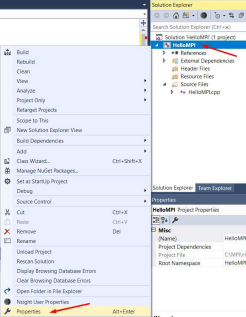 Build
Rebuild
Clean
View
Analyze
Project Only
Retarget Projects
Scope to This
New Solution Explorer View
Build Dependencies
Add
Class Wizard... Ctrl+Shift+X
Manage NuGet Packages...
Set as StartUp Project
Debug
Source Control
Cut Ctrl+X
Paste Ctrl+V
Remove Del
Rename
Unload Project
Rescan Solution
Display Browsing Database Errors
Clear Browsing Database Errors
Open Folder in File Explorer
Nsight User Properties
Properties Alt+Enter
Solution Explorer
Search Solution Explorer (Ctrl+;)
Solution 'HelloMPI' (1 project)
HelloMPI
References
External Dependencies
Header Files
Resource Files
Source Files
HelloMPI.cpp
Solution Explorer Team Explorer
Properties
HelloMPI Project Properties
Misc
(Name) HelloMPI
Project Dependencies
Project File
Root Namespace HelloMPI